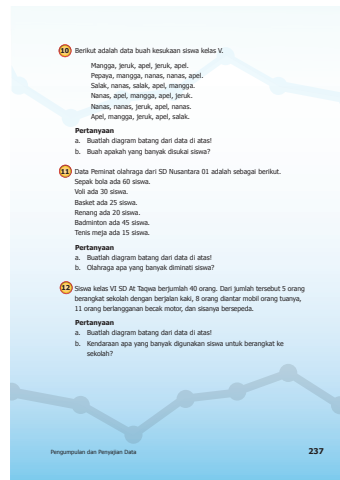 10 Berikut adalah data buah kesukaan siswa kelas V.
Mangga, jeruk, apel, jeruk, apel.
Pepaya, mangga, nanas, nanas, apel.
Salak, nanas, salak, apel, mangga.
Nanas, apel, mangga, apel, jeruk.
Nanas, nanas, jeruk, apel, nanas.
Apel, mangga, jeruk, apel, salak.
Pertanyaan
a. Buatlah diagram batang dari data di atas!
b. Buah apakah yang banyak disukai siswa?
11 Data Peminat olahraga dari SD Nusantara 01 adalah sebagai berikut.
Sepak bola ada 60 siswa.
Voli ada 30 siswa.
Basket ada 25 siswa.
Renang ada 20 siswa.
Badminton ada 45 siswa.
Tenis meja ada 15 siswa.
Pertanyaan
a. Buatlah diagram batang dari data di atas!
b. Olahraga apa yang banyak diminati siswa?
12 Siswa kelas VI SD At Taqwa berjumlah 40 orang. Dari jumlah tersebut 5 orang
berangkat sekolah dengan berjalan kaki, 8 orang diantar mobil orang tuanya,
11 orang berlangganan becak motor, dan sisanya bersepeda.
Pertanyaan
a. Buatlah diagram batang dari data di atas!
b. Kendaraan apa yang banyak digunakan siswa untuk berangkat ke
sekolah?
Pengumpulan dan Penyajian Data
237